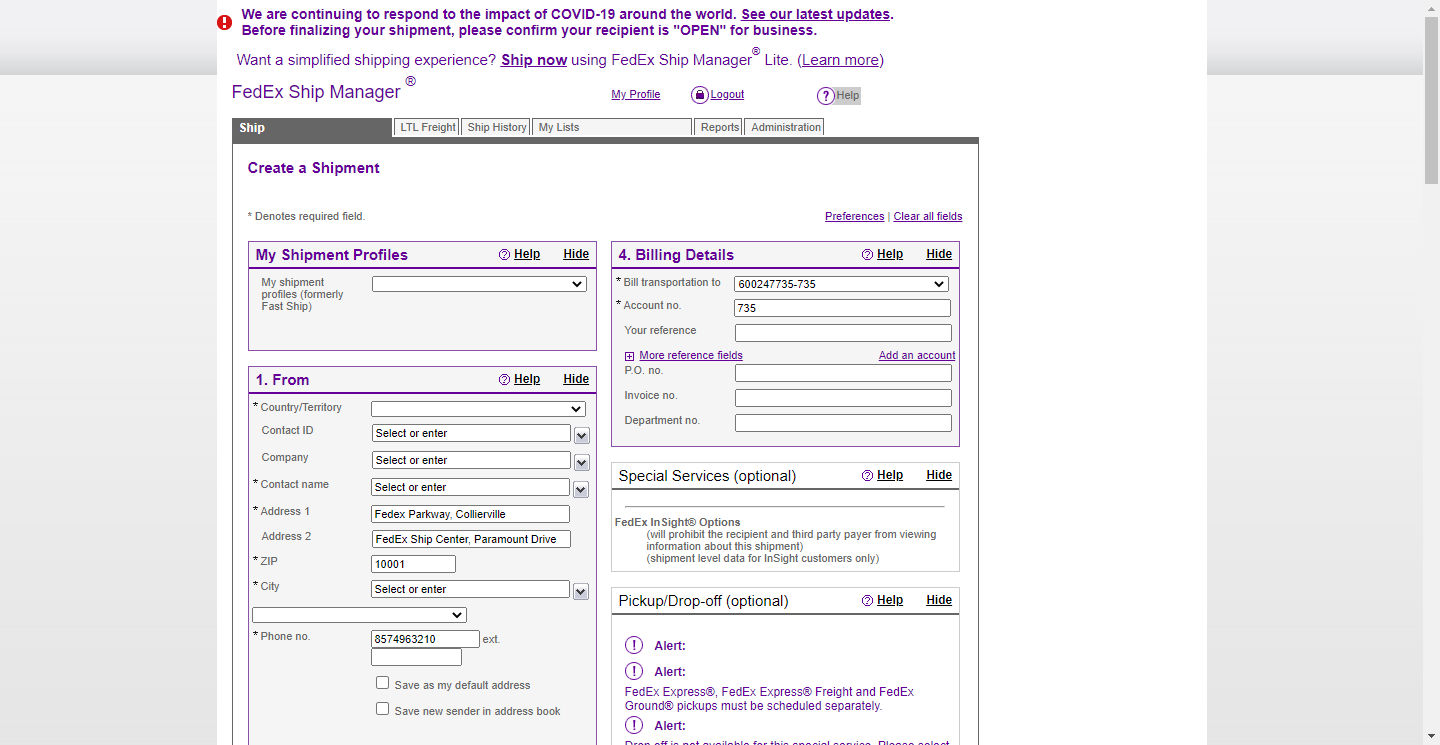 We are continuing to respond to the impact of COVID-19 around the world. See our latest updates.
Before finalizing your shipment, please confirm your recipient is "OPEN" for business.
Want a simplified shipping experience? Ship now using FedEx Ship Manager® Lite. (Learn more)
FedEx Ship Manager ®
My Profile
Logout
Help
Ship
LTL Freight
Ship History
My Lists
Reports
Administration
Create a Shipment
* Denotes required field.
Preferences | Clear all fields
My Shipment Profiles
Help
Hide
My shipment
profiles (formerly
Fast Ship)
1. From
Help
Hide
* Country/Territory
Contact ID
Select or enter
Company
Select or enter
* Contact name
Select or enter
* Address 1
Fedex Parkway, Collierville
Address 2
FedEx Ship Center, Paramount Drive
* ZIP
10001
* City
Select or enter
* Phone no.
8574963210
ext.
Save as my default address
Save new sender in address book
4. Billing Details
Help
Hide
* Bill transportation to
600247735-735
* Account no.
735
Your reference
More reference fields
Add an account
P.O. no.
Invoice no.
Department no.
Special Services (optional)
Help
Hide
FedEx InSight® Options
(will prohibit the recipient and third party payer from viewing
information about this shipment)
(shipment level data for InSight customers only)
Pickup/Drop-off (optional)
Help
Hide
Alert:
Alert:
FedEx Express®, FedEx Express® Freight and FedEx
Ground® pickups must be scheduled separately.
Alert:
Drop off is not available for this special service. Please select